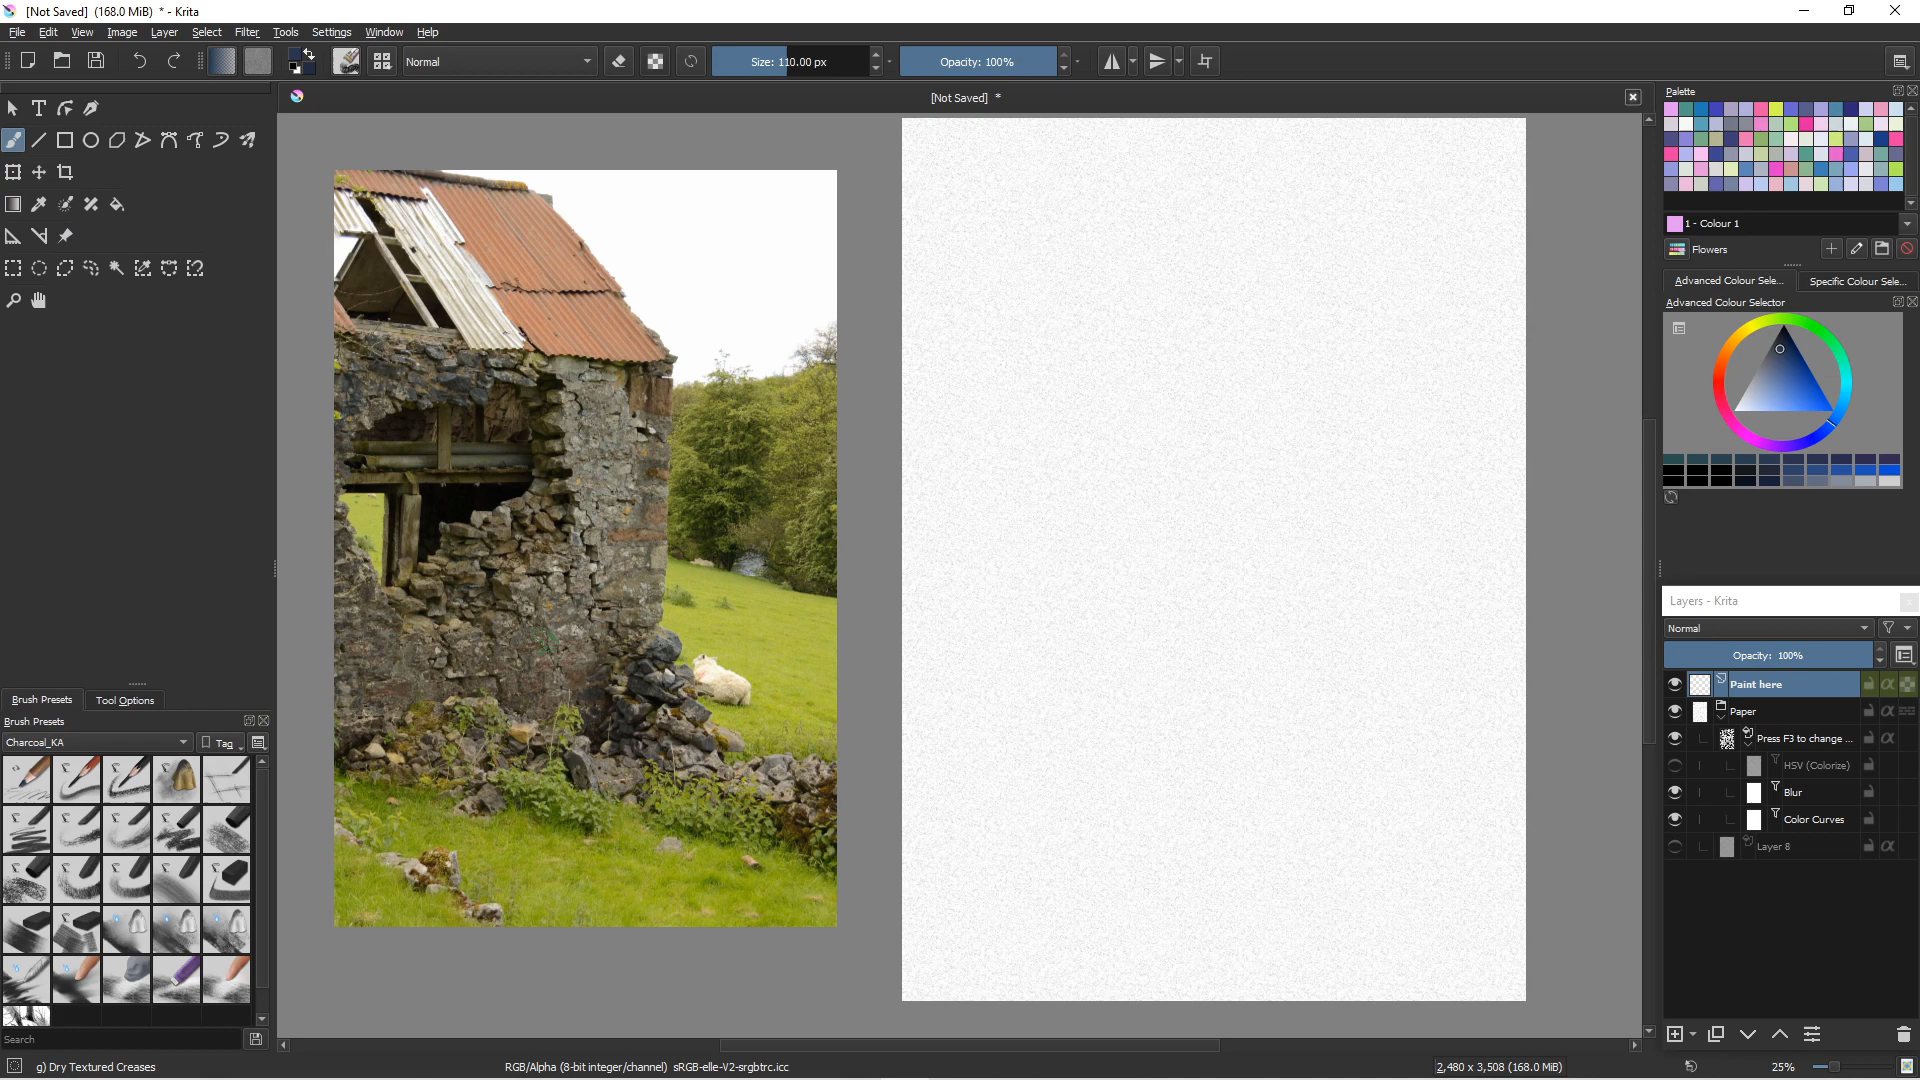 [Not Saved] (168.0 MiB) * - Krita
File Edit View Image Layer Select Filter Tools Settings Window Help
Normal
Size: 110.00 px
Opacity: 100%
[Not Saved] *
Palette
1 - Colour 1
Flowers
Advanced Colour Sele... Specific Colour Sele...
Advanced Colour Selector
Layers - Krita
Normal
Opacity: 100%
Paint here
Paper
Press F3 to change ...
HSV (Colorize)
Blur
Color Curves
Layer 8
Brush Presets Tool Options
Brush Presets
Charcoal_KA
Tag
Search
g) Dry Textured Creases
RGB/Alpha (8-bit integer/channel) sRGB-elle-V2-srgbtrc.icc
2,480 x 3,508 (168.0 MiB)
25%